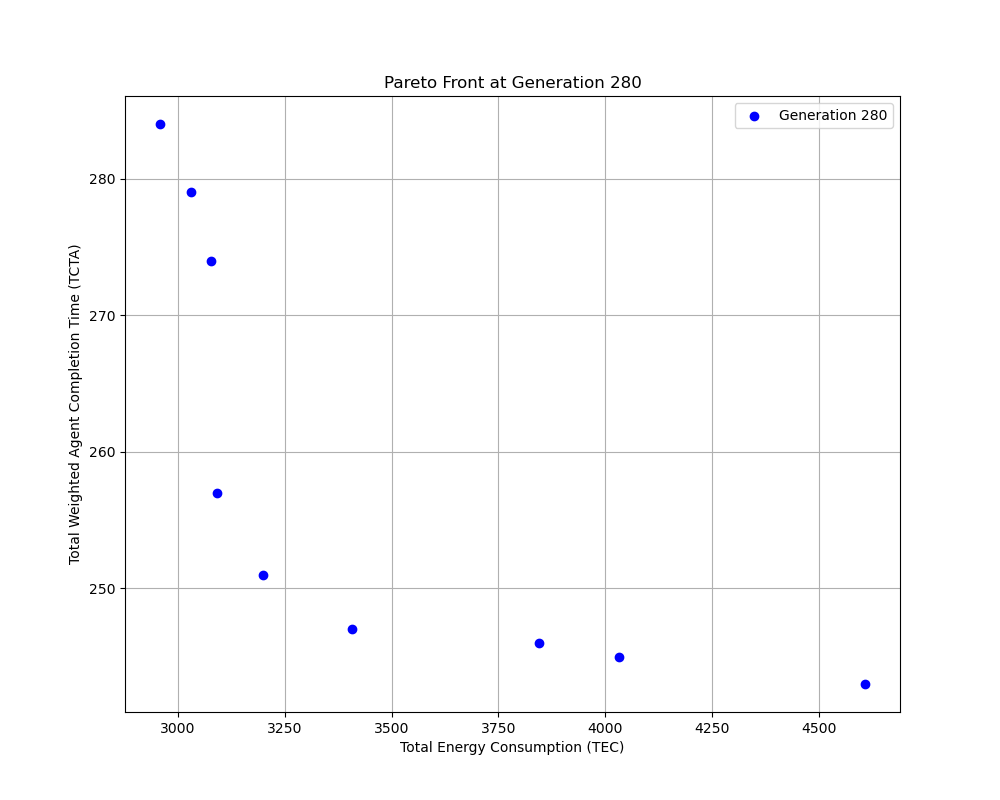 Pareto Front at Generation 280
Generation 280
Total Weighted Agent Completion Time (TCTA)
280
270
260
250
3000 3250 3500 3750 4000 4250 4500
Total Energy Consumption (TEC)